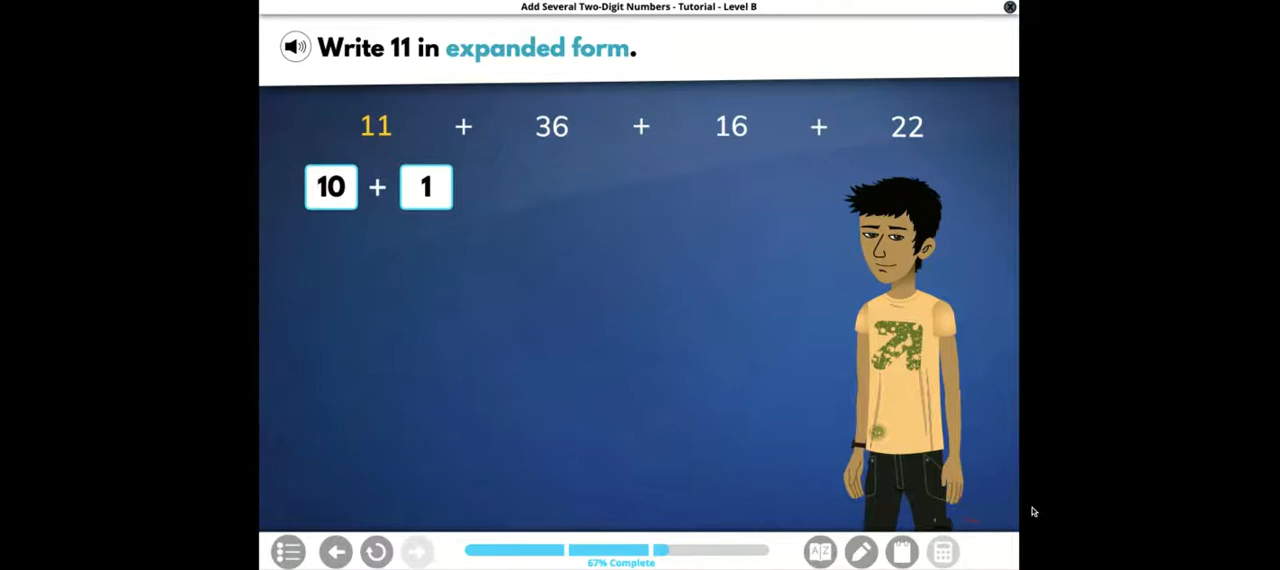 Add Several Two-Digit Numbers - Tutorial - Level B
X
Write 11 in expanded form.
11 + 36 + 16 + 22
10 + 1
A Z
67% Complete